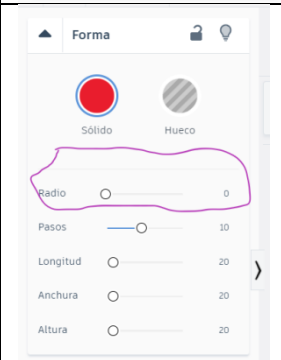 Forma
Sólido Hueco
Radio 0
Pasos 10
Longitud 20
Anchura 20
Altura 20